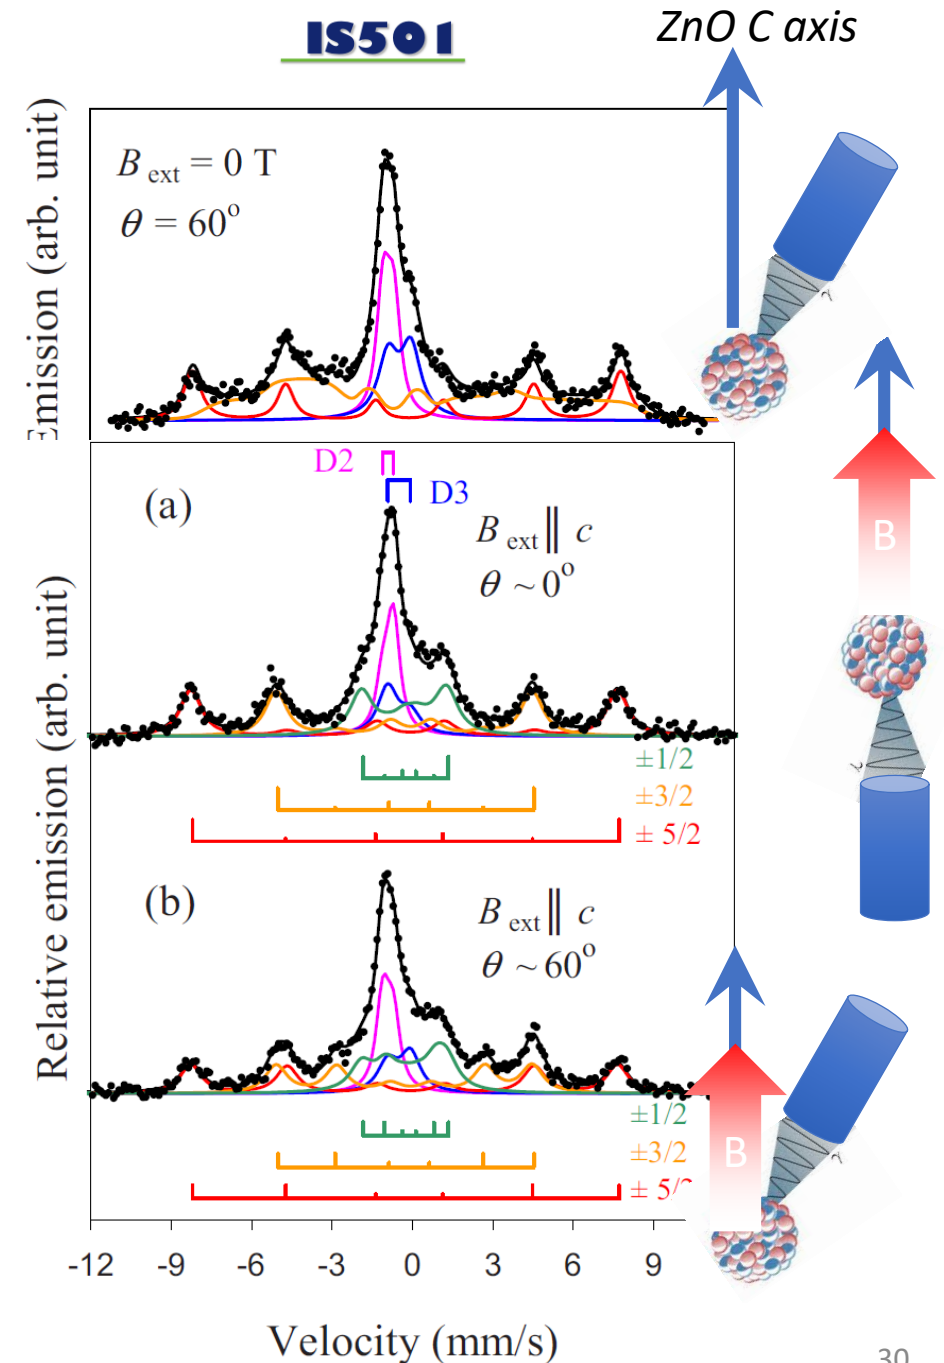 IS501
ZnO C axis
Emission (arb. unit)
B ext = 0 T
θ = 60°
γ
D2
D3
(a)
B ext ∥ c
θ ~ 0°
B
±1/2
±3/2
± 5/2
Relative emission (arb. unit)
(b)
B ext ∥ c
θ ~ 60°
±1/2
±3/2
B
-12 -9 -6 -3 0 3 6 9
Velocity (mm/s)
30